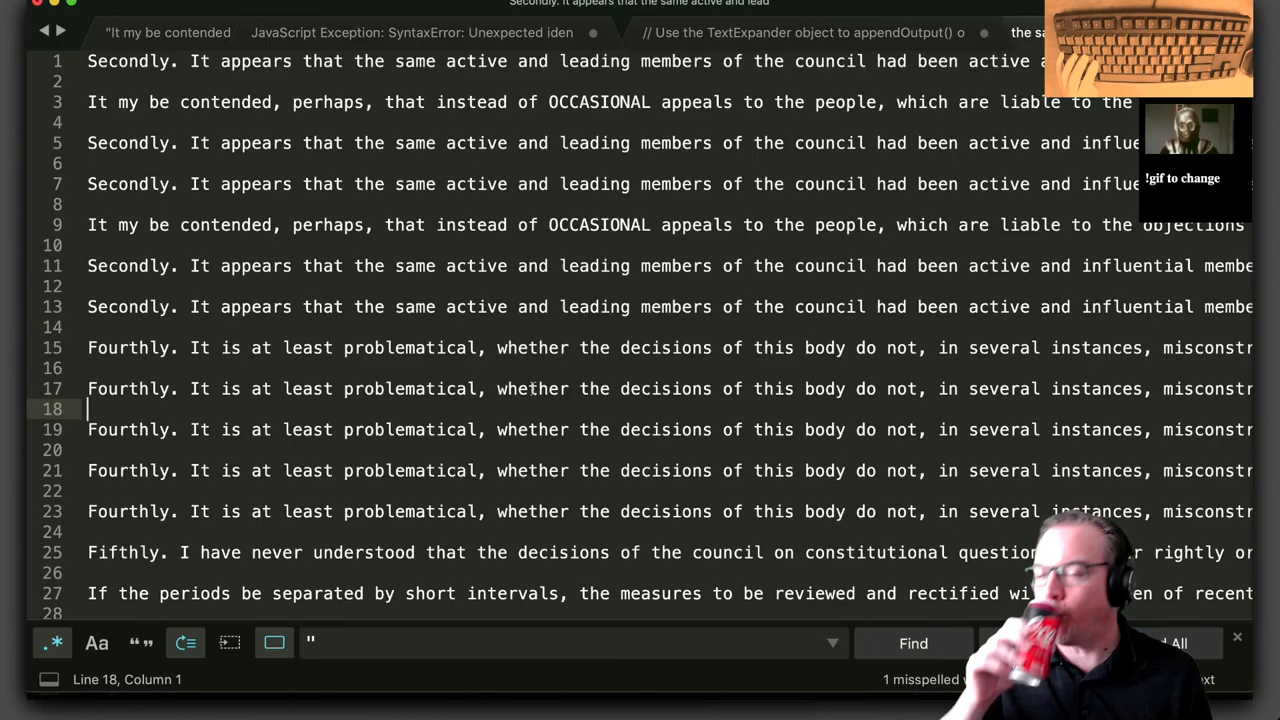 Secondly. It appears that the same active and lead
"It my be contended
JavaScript Exception: SyntaxError: Unexpected iden
// Use the TextExpander object to appendOutput() o
the sa
1 Secondly. It appears that the same active and leading members of the council had been active
2
3 It my be contended, perhaps, that instead of OCCASIONAL appeals to the people, which are liable to the
4
5 Secondly. It appears that the same active and leading members of the council had been active and influ
6
7 Secondly. It appears that the same active and leading members of the council had been active and influ
8
9 It my be contended, perhaps, that instead of OCCASIONAL appeals to the people, which are liable to the objections
10
11 Secondly. It appears that the same active and leading members of the council had been active and influential membe
12
13 Secondly. It appears that the same active and leading members of the council had been active and influential membe
14
15 Fourthly. It is at least problematical, whether the decisions of this body do not, in several instances, misconstr
16
17 Fourthly. It is at least problematical, whether the decisions of this body do not, in several instances, misconstr
18
19 Fourthly. It is at least problematical, whether the decisions of this body do not, in several instances, misconstr
20
21 Fourthly. It is at least problematical, whether the decisions of this body do not, in several instances, misconstr
22
23 Fourthly. It is at least problematical, whether the decisions of this body do not, in several instances, misconstr
24
25 Fifthly. I have never understood that the decisions of the council on constitutional question r rightly or
26
27 If the periods be separated by short intervals, the measures to be reviewed and rectified wi en of recent
28
!gif to change
.* Aa “” " Find d All
Line 18, Column 1
1 misspelled w
ext